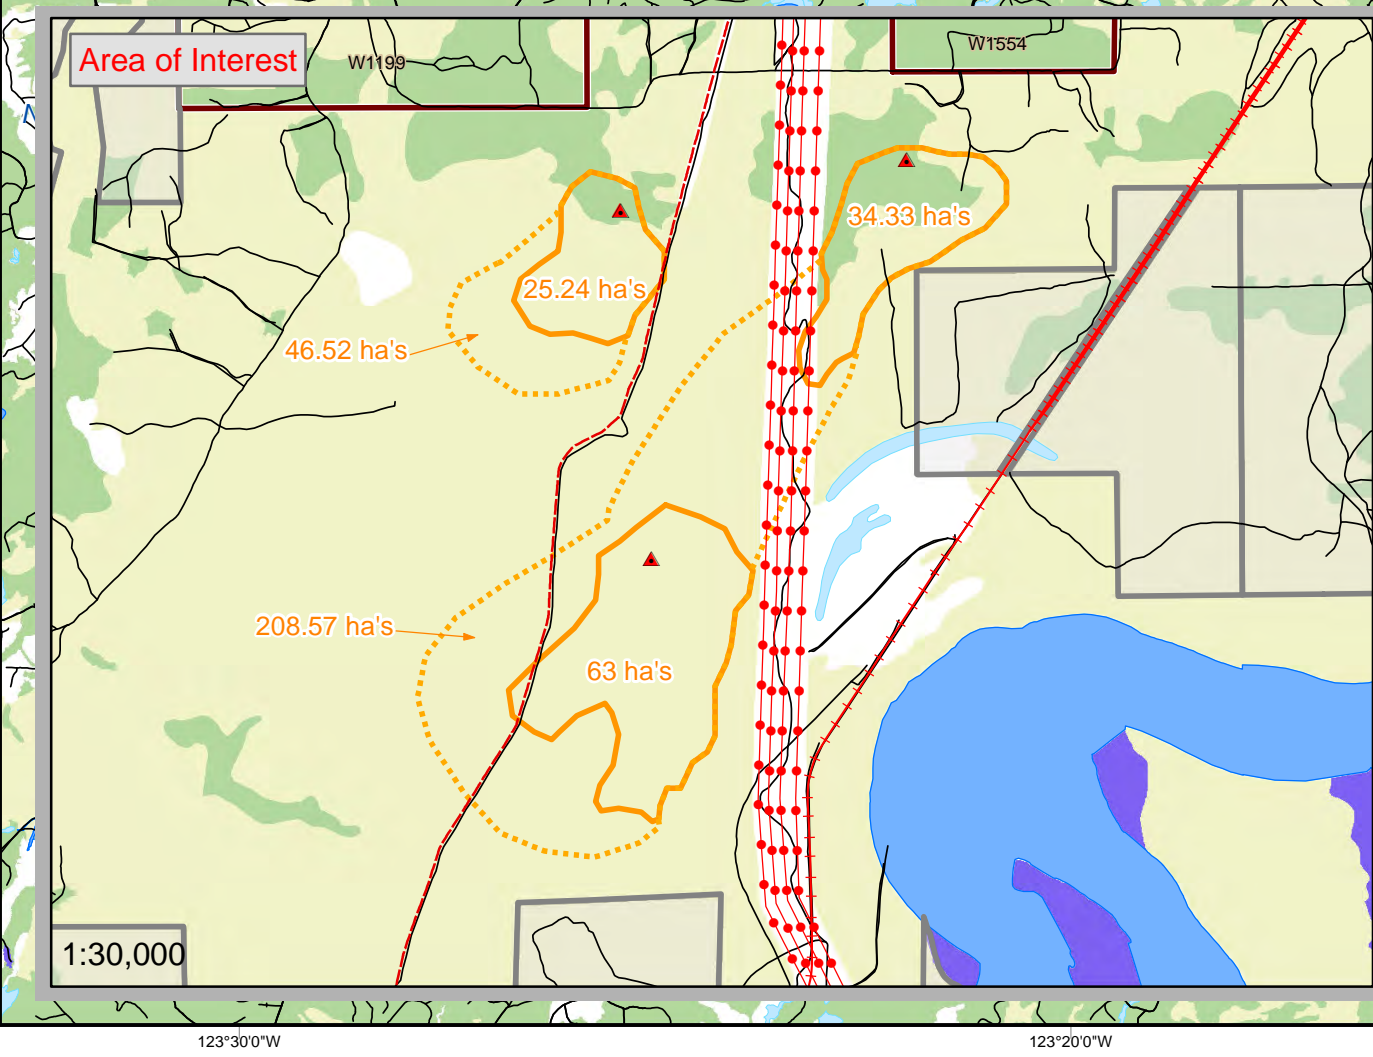 Area of Interest
W1199
W1554
34.33 ha's
25.24 ha's
46.52 ha's
208.57 ha's
63 ha's
1:30,000
123°30'0"W
123°20'0"W